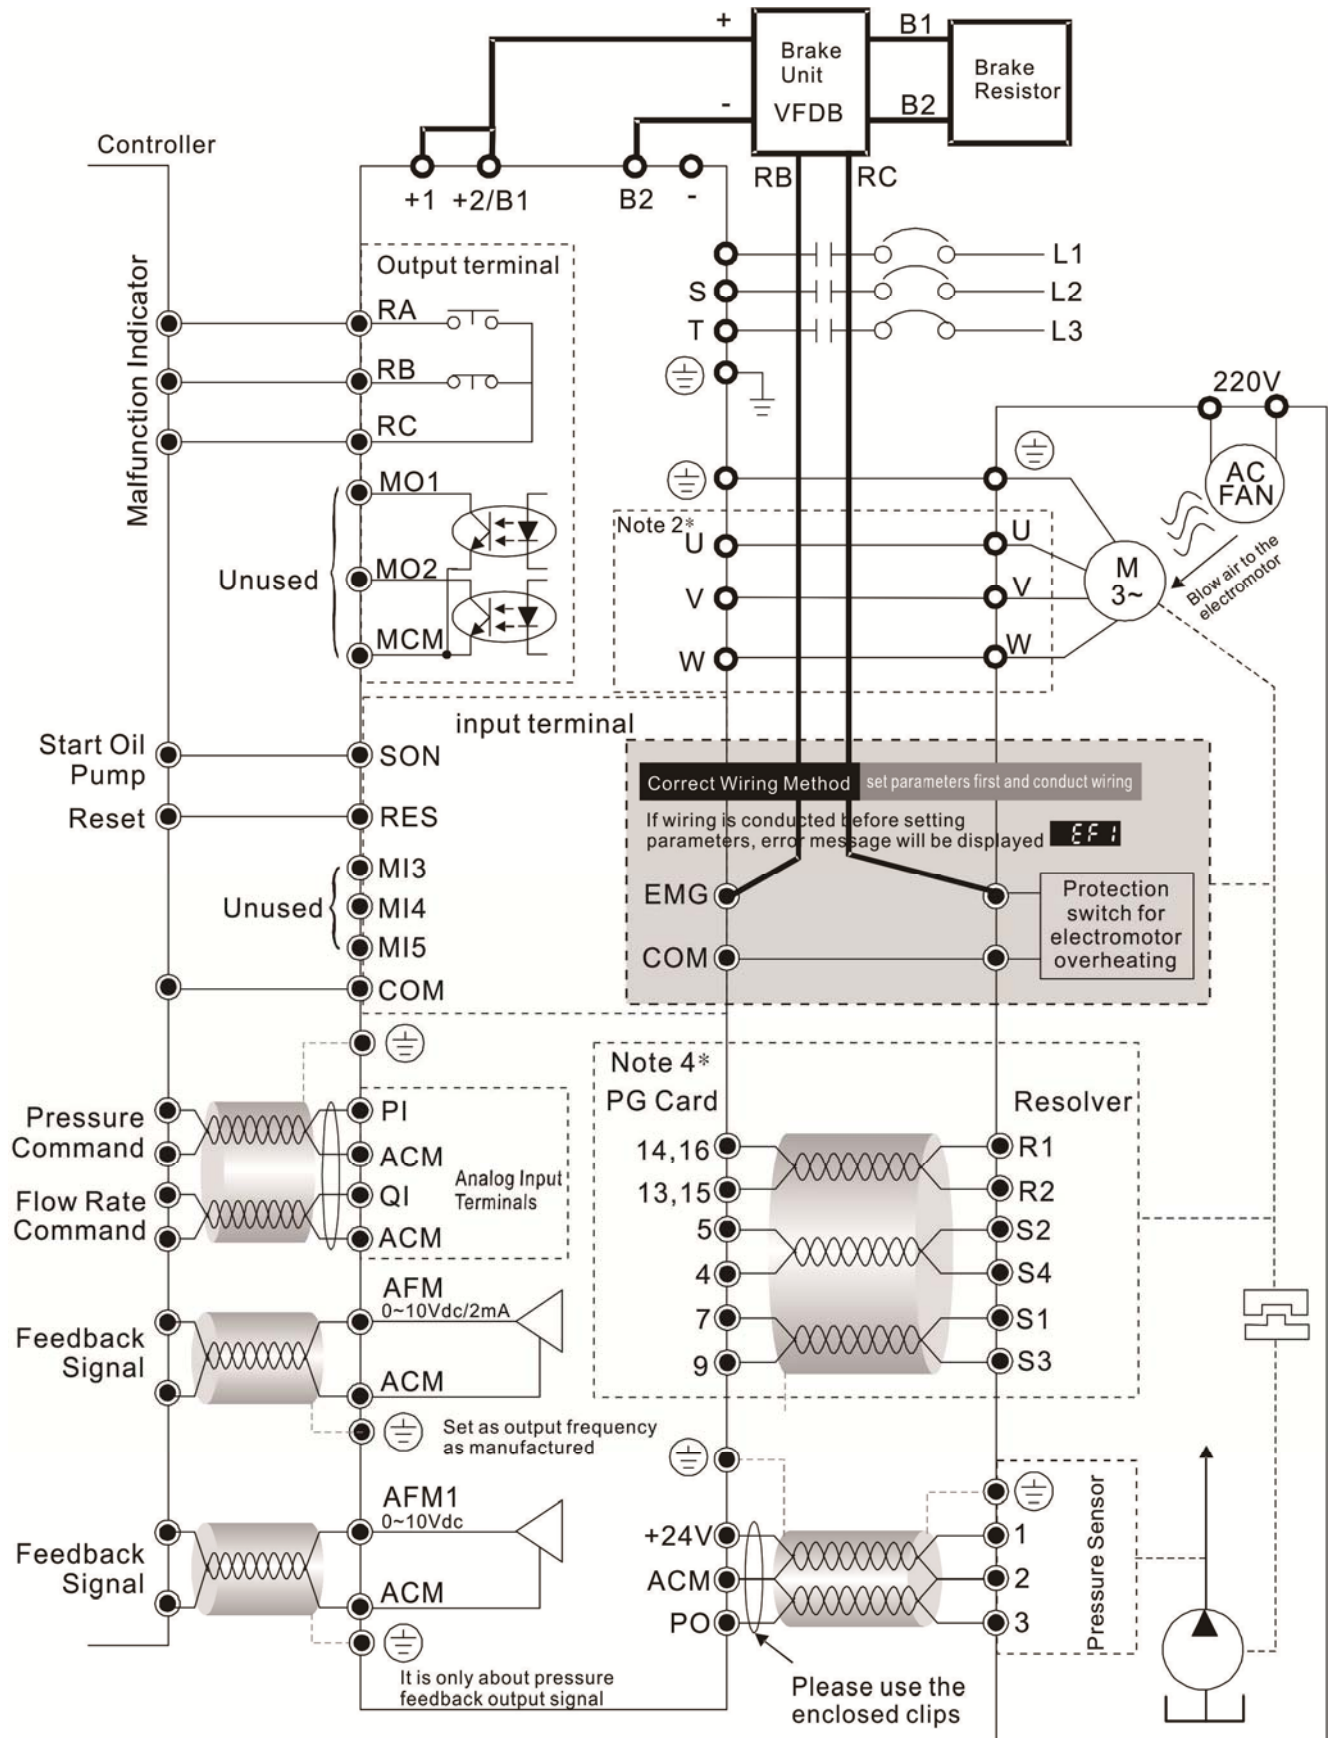 +
B1
Brake
Unit
VFDB
Brake
Resistor
-
B2
Controller
RB
RC
+1
+2/B1
B2
-
Output terminal
L1
S
L2
T
L3
Malfunction Indicator
RA
RB
RC
220V
AC
FAN
MO1
Note 2*
U
U
M
3~
Blow air to the
electromotor
Unused
MO2
V
V
MCM
W
W
input terminal
Start Oil
Pump
SON
Correct Wiring Method
set parameters first and conduct wiring
Reset
RES
If wiring is conducted before setting
parameters, error message will be displayed
EF1
MI3
Unused
MI4
MI5
EMG
Protection
switch for
electromotor
overheating
COM
COM
Note 4*
PG Card
Resolver
Pressure
Command
PI
ACM
Analog Input
Terminals
Flow Rate
Command
QI
ACM
14,16
R1
13,15
R2
5
S2
4
S4
7
S1
9
S3
AFM
0~10Vdc/2mA
Feedback
Signal
ACM
Set as output frequency
as manufactured
AFM1
0~10Vdc
Feedback
Signal
ACM
It is only about pressure
feedback output signal
+24V
1
ACM
2
PO
3
Pressure Sensor
Please use the
enclosed clips